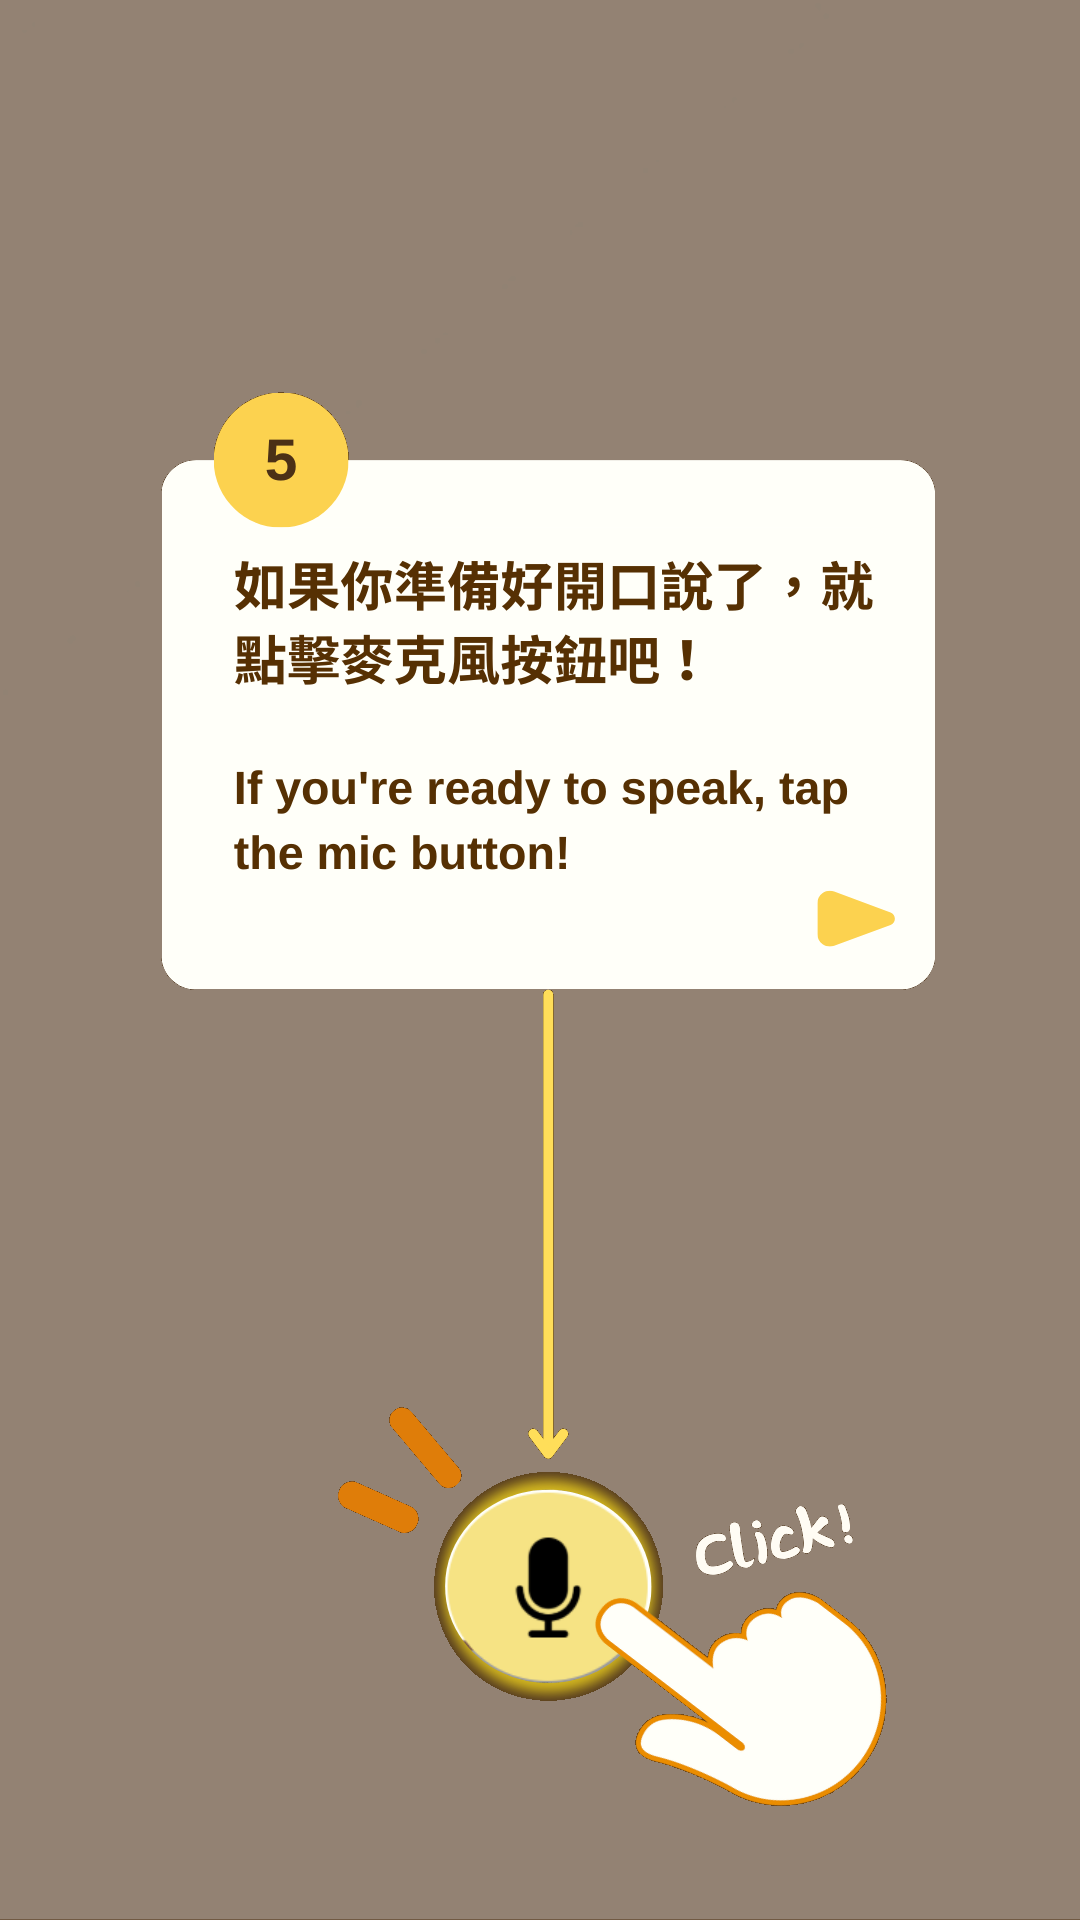 5
如果你準備好開口說了，就
點擊麥克風按鈕吧！
If you're ready to speak, tap
the mic button!
Click!